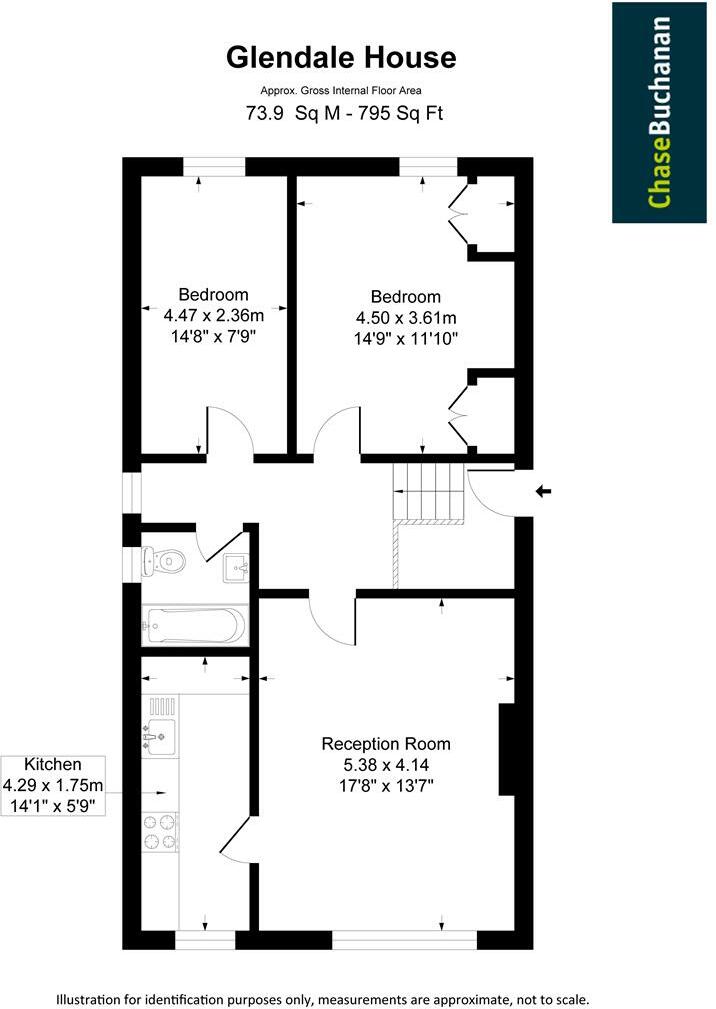 Glendale House
Approx. Gross Internal Floor Area
73.9 Sq M - 795 Sq Ft
ChaseBuchanan
Bedroom
4.47 x 2.36m
14'8" x 7'9"
Bedroom
4.50 x 3.61m
14'9" x 11'10"
Reception Room
5.38 x 4.14
17'8" x 13'7"
Kitchen
4.29 x 1.75m
14'1" x 5'9"
Illustration for identification purposes only, measurements are approximate, not to scale.